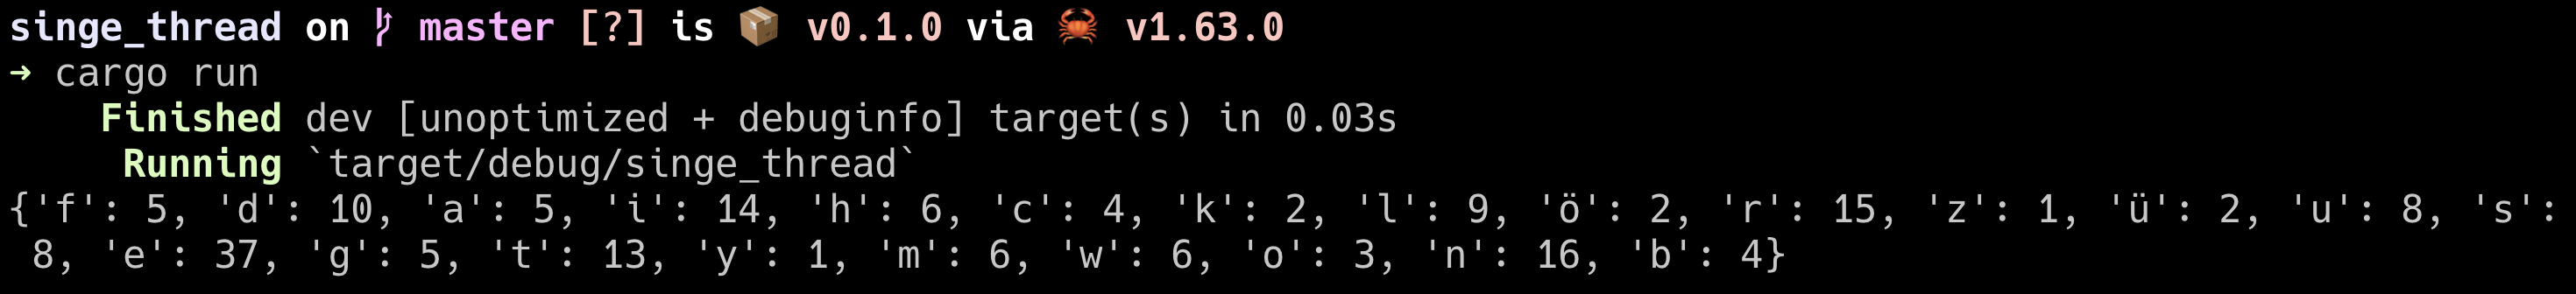 singe_thread on master [?] is 📦 v0.1.0 via 🦀 v1.63.0
➜ cargo run
Finished dev [unoptimized + debuginfo] target(s) in 0.03s
Running `target/debug/singe_thread`
{'f': 5, 'd': 10, 'a': 5, 'i': 14, 'h': 6, 'c': 4, 'k': 2, 'l': 9, 'ö': 2, 'r': 15, 'z': 1, 'ü': 2, 'u': 8, 's':
8, 'e': 37, 'g': 5, 't': 13, 'y': 1, 'm': 6, 'w': 6, 'o': 3, 'n': 16, 'b': 4}